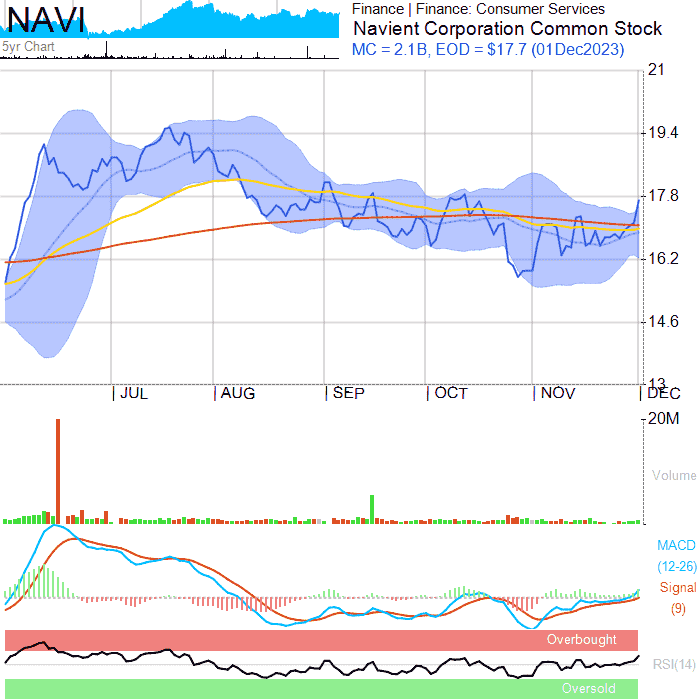 NAVI
5yr Chart
Finance | Finance: Consumer Services
Navient Corporation Common Stock
MC = 2.1B, EOD = $17.7 (01Dec2023)
21
19.4
17.8
16.2
14.6
13
JUL AUG SEP OCT NOV DEC
20M
Volume
MACD
(12-26)
Signal
(9)
Overbought
RSI(14)
Oversold